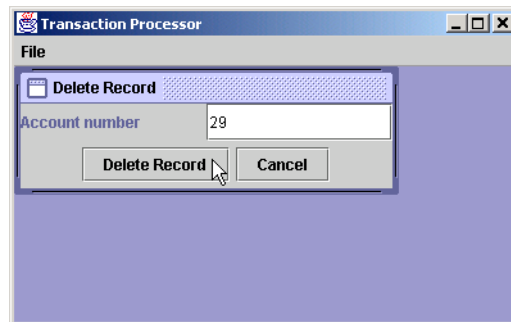 Transaction Processor
File
Delete Record
Account number 29
Delete Record Cancel